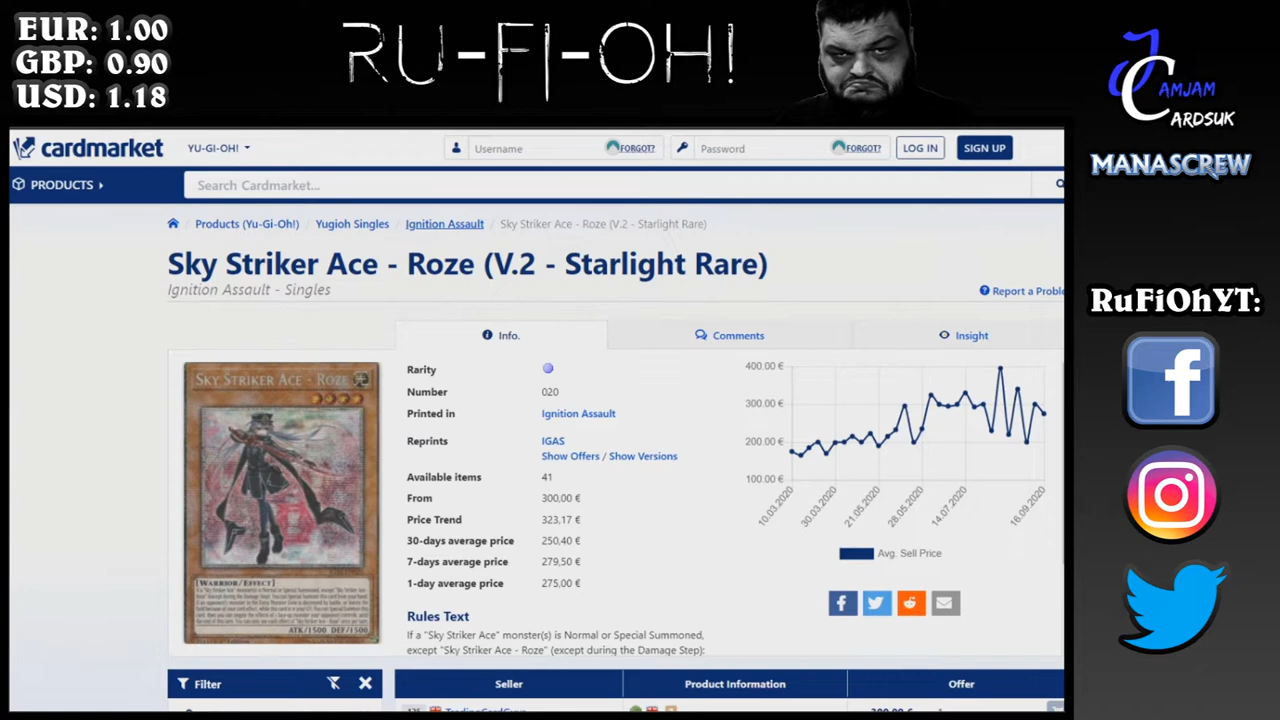 EUR: 1.00
GBP: 0.90
USD: 1.18
RU-FI-OH!
JAMJAM
CARDSUK
MANASCREW
RuFiOhYT:
cardmarket
YU-GI-OH!
Username
FORGOT?
Password
FORGOT?
LOG IN
SIGN UP
PRODUCTS
Search Cardmarket...
Products (Yu-Gi-Oh!) / Yugioh Singles / Ignition Assault / Sky Striker Ace - Roze (V.2 - Starlight Rare)
Sky Striker Ace - Roze (V.2 - Starlight Rare)
Ignition Assault - Singles
Report a Proble
Info.
Comments
Insight
SKY STRIKER ACE - ROZE
[WARRIOR/EFFECT]
ATK/1500 DEF/1500
Rarity
Number 020
Printed in Ignition Assault
Reprints IGAS
Show Offers / Show Versions
Available items 41
From 300,00 €
Price Trend 323,17 €
30-days average price 250,40 €
7-days average price 279,50 €
1-day average price 275,00 €
Rules Text
If a "Sky Striker Ace" monster(s) is Normal or Special Summoned,
except "Sky Striker Ace - Roze" (except during the Damage Step):
400.00 €
300.00 €
200.00 €
100.00 €
10.03.2020
30.03.2020
21.05.2020
28.05.2020
14.07.2020
16.09.2020
Avg. Sell Price
Filter
Seller
Product Information
Offer